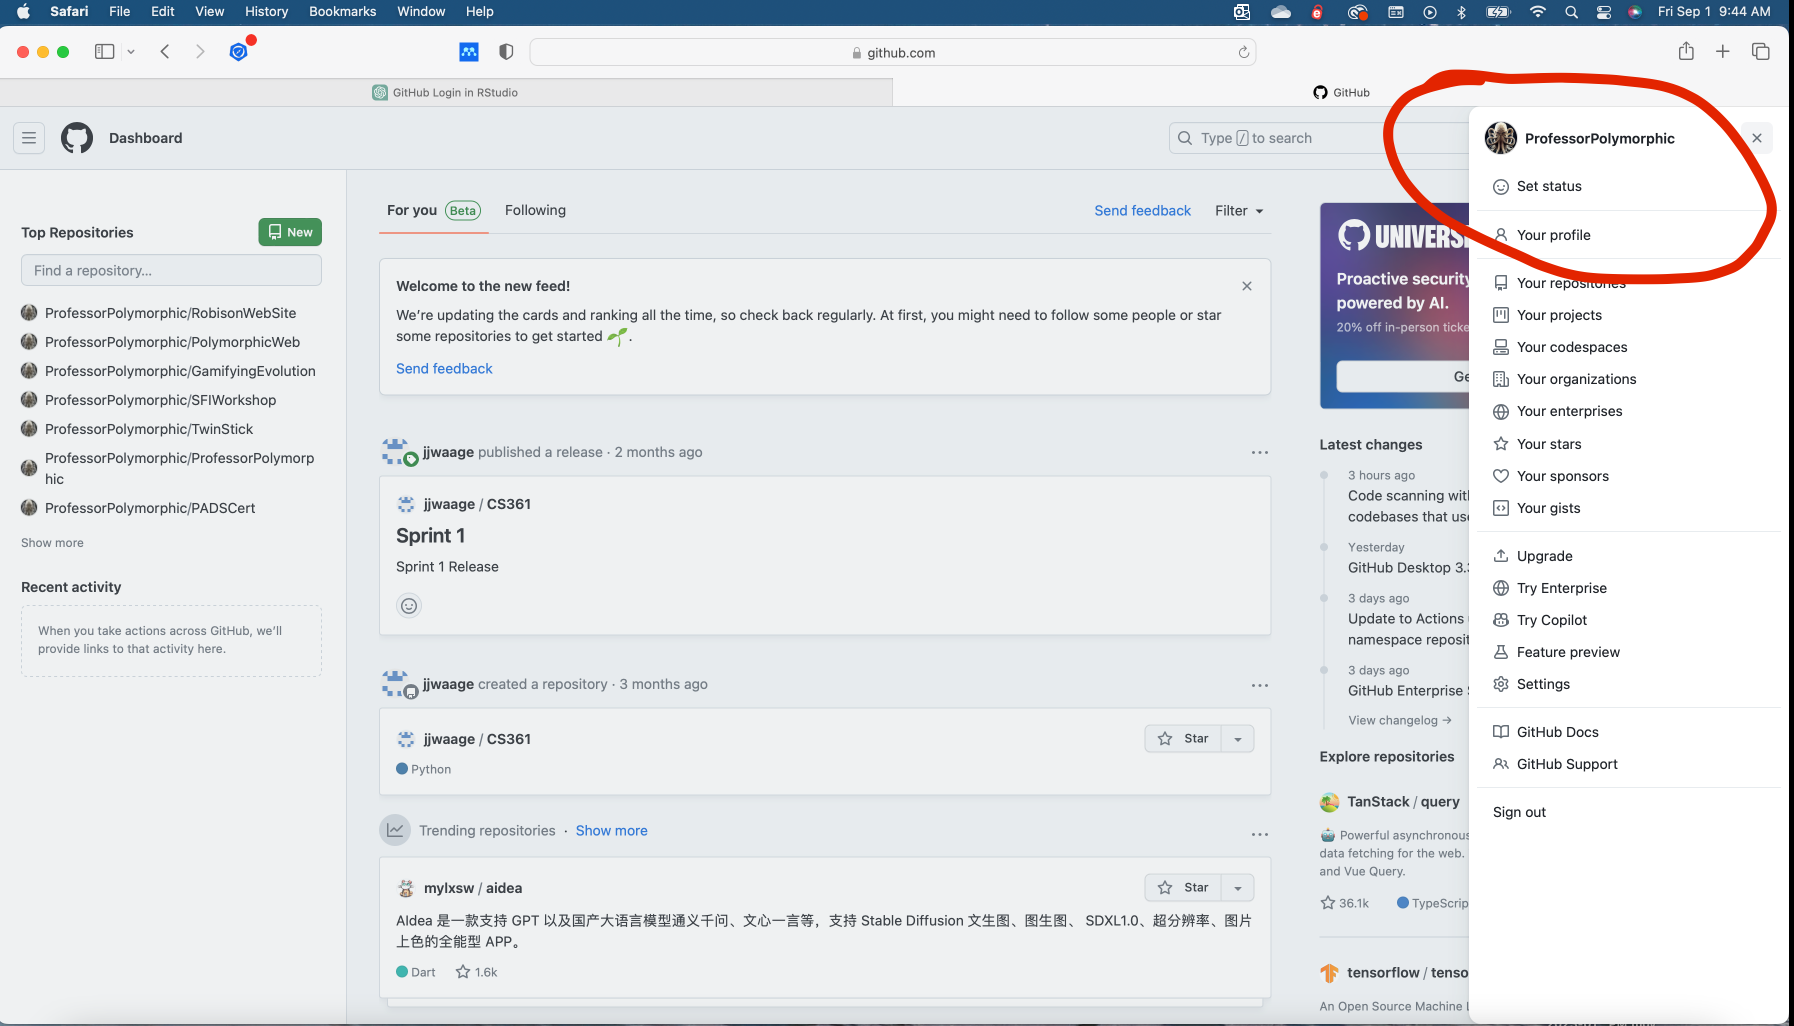 Safari File Edit View History Bookmarks Window Help
Fri Sep 1 9:44 AM
github.com
GitHub Login in RStudio
GitHub
Dashboard
Type / to search
Top Repositories
New
Find a repository...
ProfessorPolymorphic/RobisonWebSite
ProfessorPolymorphic/PolymorphicWeb
ProfessorPolymorphic/GamifyingEvolution
ProfessorPolymorphic/SFIWorkshop
ProfessorPolymorphic/TwinStick
ProfessorPolymorphic/ProfessorPolymorp
hic
ProfessorPolymorphic/PADSCert
Show more
Recent activity
When you take actions across GitHub, we'll
provide links to that activity here.
For you Beta Following
Send feedback Filter
Welcome to the new feed!
We're updating the cards and ranking all the time, so check back regularly. At first, you might need to follow some people or star
some repositories to get started 🌱.
Send feedback
jjwaage published a release · 2 months ago
jjwaage / CS361
Sprint 1
Sprint 1 Release
jjwaage created a repository · 3 months ago
jjwaage / CS361
Star
Python
Trending repositories · Show more
mylxsw / aidea
Star
AIdea 是一款支持 GPT 以及国产大语言模型通义千问、文心一言等，支持 Stable Diffusion 文生图、图生图、 SDXL1.0、超分辨率、图片
上色的全能型 APP。
Dart 1.6k
Proactive security
powered by AI.
20% off in-person ticke
Ge
Latest changes
3 hours ago
Code scanning wit
codebases that use
Yesterday
GitHub Desktop 3.
3 days ago
Update to Actions
namespace reposit
3 days ago
GitHub Enterprise
View changelog →
Explore repositories
TanStack / query
Powerful asynchronous
data fetching for the web.
and Vue Query.
36.1k TypeScrip
tensorflow / tenso
An Open Source Machine
ProfessorPolymorphic
Set status
Your profile
Your repositories
Your projects
Your codespaces
Your organizations
Your enterprises
Your stars
Your sponsors
Your gists
Upgrade
Try Enterprise
Try Copilot
Feature preview
Settings
GitHub Docs
GitHub Support
Sign out